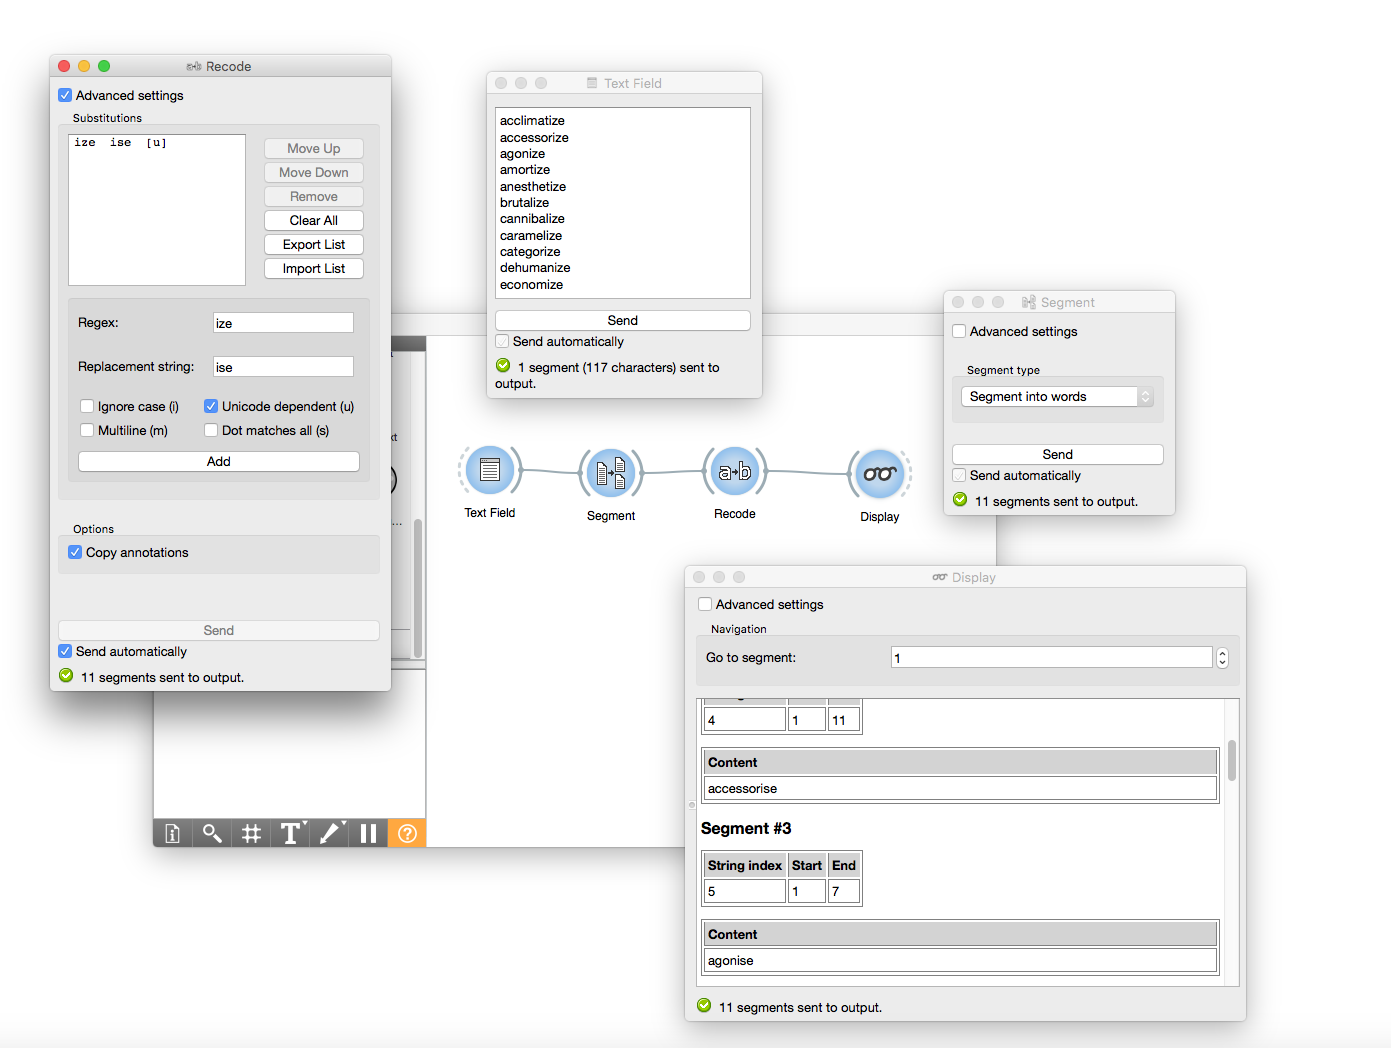 Recode
Advanced settings
Substitutions
ize ise [u]
Move Up
Move Down
Remove
Clear All
Export List
Import List
Regex:
ize
Replacement string:
ise
Ignore case (i)
Unicode dependent (u)
Multiline (m)
Dot matches all (s)
Add
Options
Copy annotations
Send
Send automatically
11 segments sent to output.
Text Field
acclimatize
accessorize
agonize
amortize
anesthetize
brutalize
cannibalize
caramelize
categorize
dehumanize
economize
Send
Send automatically
1 segment (117 characters) sent to
output.
Text Field
Segment
Recode
Display
Segment
Advanced settings
Segment type
Segment into words
Send
Send automatically
11 segments sent to output.
Display
Advanced settings
Navigation
Go to segment:
1
4 1 11
Content
accessorise
Segment #3
String index Start End
5 1 7
Content
agonise
11 segments sent to output.